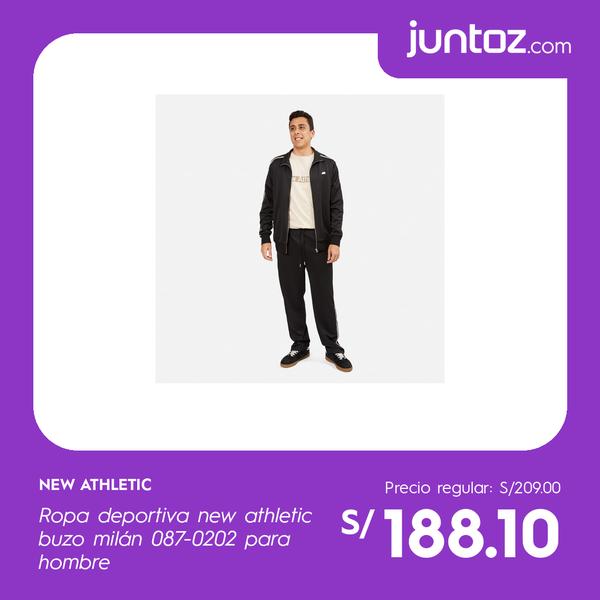 juntoz.com
NEW ATHLETIC
Ropa deportiva new athletic
buzo milán 087-0202 para
hombre
Precio regular: S/209.00
S/188.10